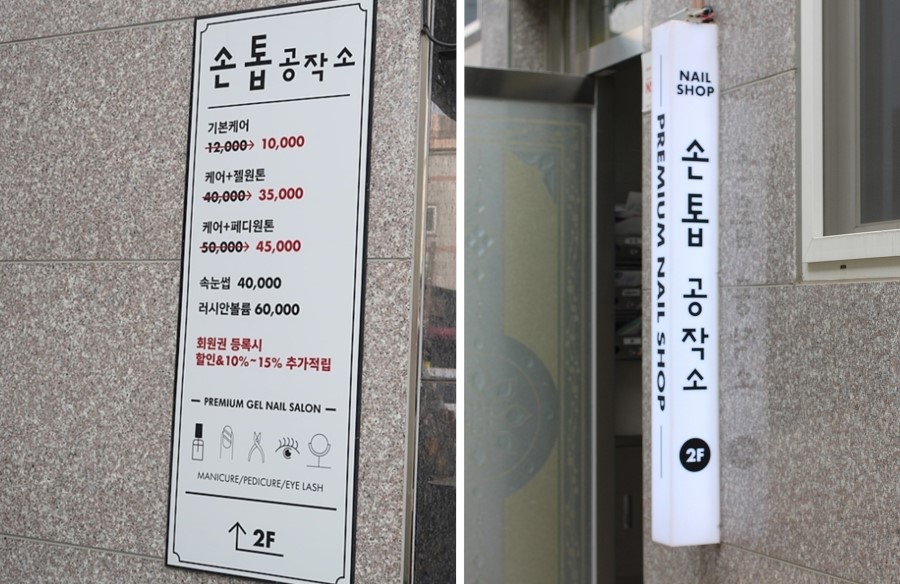 손톱공작소
기본케어
12,000> 10,000
케어+젤원톤
40,000> 35,000
케어+페디원톤
50,000> 45,000
속눈썹 40,000
러시안볼륨 60,000
회원권 등록시
할인&10%~15% 추가적립
PREMIUM GEL NAIL SALON
MANICURE/PEDICURE/EYE LASH
2F
NAIL
SHOP
손톱 공작소
2F
PREMIUM NAIL SHOP